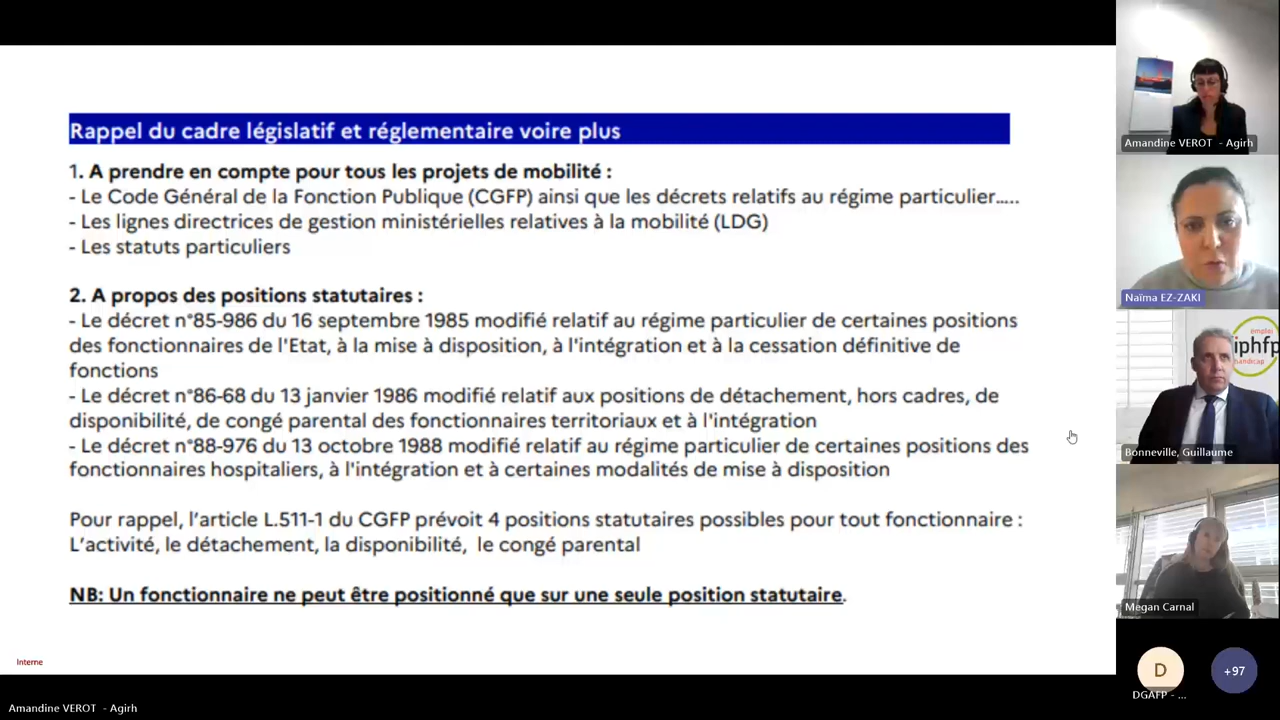 Rappel du cadre législatif et réglementaire voire plus
1. A prendre en compte pour tous les projets de mobilité :
- Le Code Général de la Fonction Publique (CGFP) ainsi que les décrets relatifs au régime particulier.....
- Les lignes directrices de gestion ministérielles relatives à la mobilité (LDG)
- Les statuts particuliers
2. A propos des positions statutaires :
- Le décret n°85-986 du 16 septembre 1985 modifié relatif au régime particulier de certaines positions
des fonctionnaires de l'Etat, à la mise à disposition, à l'intégration et à la cessation définitive de
fonctions
- Le décret n°86-68 du 13 janvier 1986 modifié relatif aux positions de détachement, hors cadres, de
disponibilité, de congé parental des fonctionnaires territoriaux et à l'intégration
- Le décret n°88-976 du 13 octobre 1988 modifié relatif au régime particulier de certaines positions des
fonctionnaires hospitaliers, à l'intégration et à certaines modalités de mise à disposition
Pour rappel, l'article L.511-1 du CGFP prévoit 4 positions statutaires possibles pour tout fonctionnaire :
L'activité, le détachement, la disponibilité, le congé parental
NB: Un fonctionnaire ne peut être positionné que sur une seule position statutaire.
Interne
Amandine VEROT - Agirh
Amandine VEROT - Agirh
Naïma EZ-ZAKI
emploi
iphfp
handicap
Bonneville, Guillaume
Megan Carnal
D
+97
DGAFP - ...